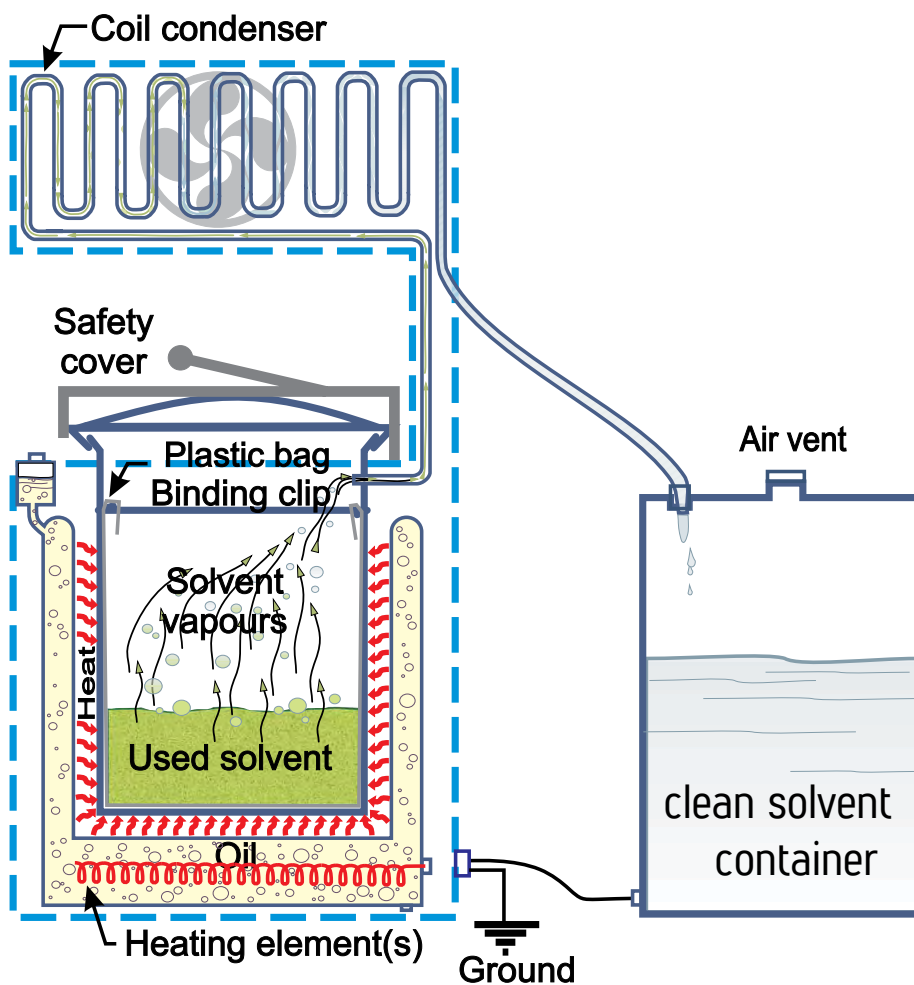 Coil condenser
Safety
cover
Air vent
Plastic bag
Binding clip
Solvent
vapours
Heat
Used solvent
clean solvent
container
Oil
Heating element(s)
Ground